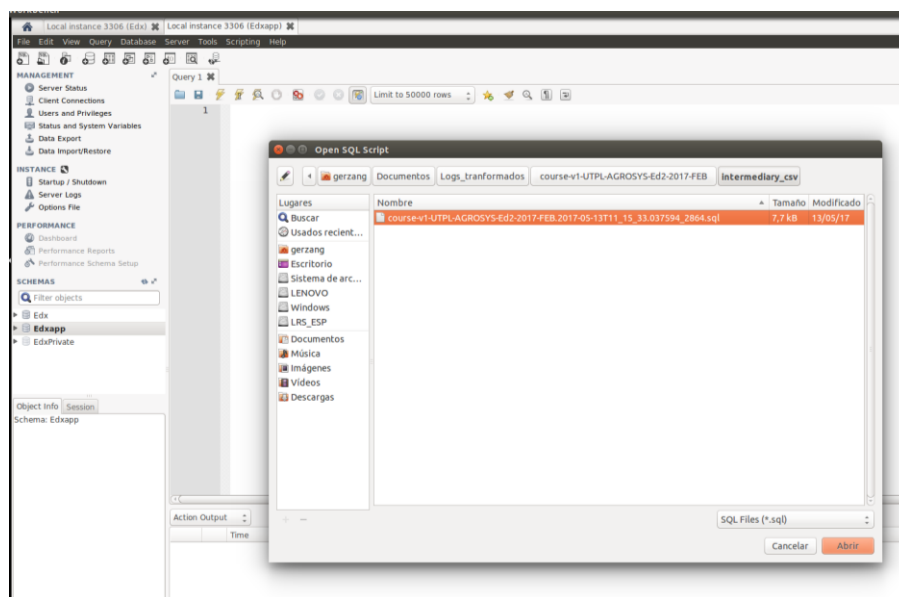 Local instance 3306 (Edx) Local instance 3306 (Edxapp)
File Edit View Query Database Server Tools Scripting Help
MANAGEMENT
Server Status
Client Connections
Users and Privileges
Status and System Variables
Data Export
Data Import/Restore
INSTANCE
Startup / Shutdown
Server Logs
Options File
PERFORMANCE
Dashboard
Performance Reports
Performance Schema Setup
SCHEMAS
Filter objects
Edx
Edxapp
EdxPrivate
Object Info Session
Schema: Edxapp
Query 1
Limit to 50000 rows
1
Open SQL Script
gerzang Documentos Logs_tranformados course-v1-UTPL-AGROSYS-Ed2-2017-FEB intermediary_csv
Lugares
Buscar
Usados recient...
gerzang
Escritorio
Sistema de arc...
LENOVO
Windows
LRS_ESP
Documentos
Música
Imágenes
Vídeos
Descargas
Nombre Tamaño Modificado
course-v1-UTPL-AGROSYS-Ed2-2017-FEB.2017-05-13T11_15_33.037594_2864.sql 7,7 kB 13/05/17
SQL Files (*.sql)
Cancelar Abrir
Action Output
Time